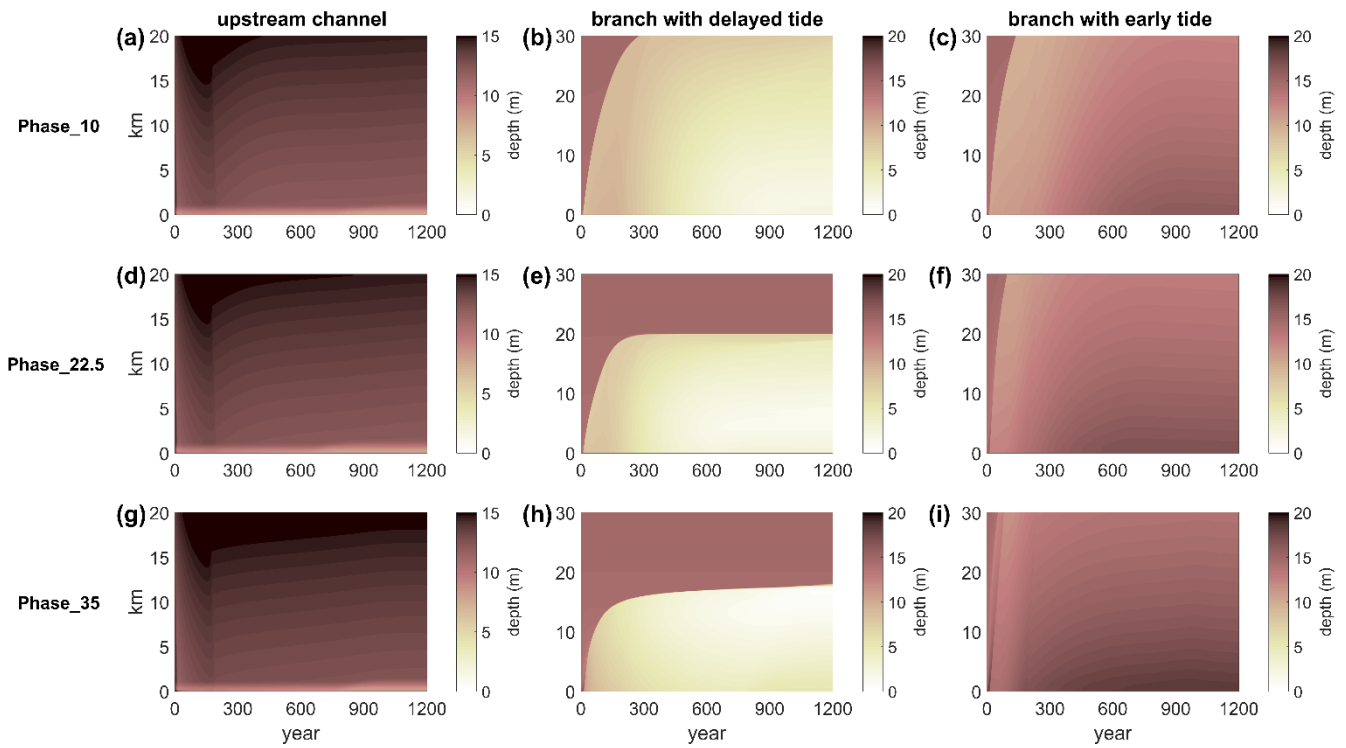 upstream channel branch with delayed tide branch with early tide
(a) (b) (c)
Phase_10
km
20 15 10 5 0
0 300 600 900 1200
depth (m)
15 10 5 0
30 20 10 0
0 300 600 900 1200
depth (m)
20 15 10 5 0
30 20 10 0
0 300 600 900 1200
depth (m)
20 15 10 5 0
(d) (e) (f)
Phase_22.5
km
20 15 10 5 0
0 300 600 900 1200
depth (m)
15 10 5 0
30 20 10 0
0 300 600 900 1200
depth (m)
20 15 10 5 0
30 20 10 0
0 300 600 900 1200
depth (m)
20 15 10 5 0
(g) (h) (i)
Phase_35
km
20 15 10 5 0
0 300 600 900 1200
year
depth (m)
15 10 5 0
30 20 10 0
0 300 600 900 1200
year
depth (m)
20 15 10 5 0
30 20 10 0
0 300 600 900 1200
year
depth (m)
20 15 10 5 0